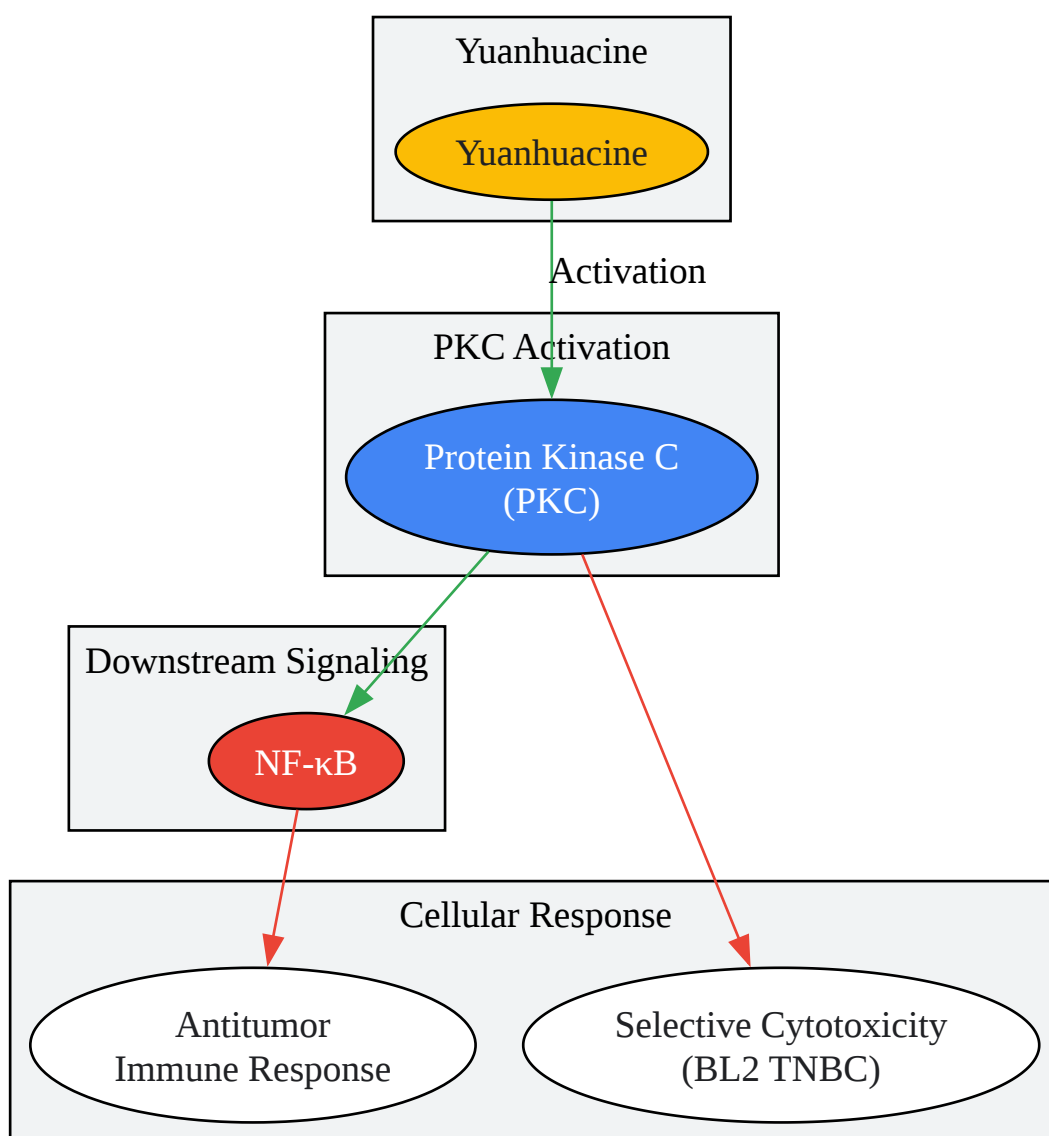 Yuanhuacine
Yuanhuacine
Activation
PKC Activation
Protein Kinase C
(PKC)
Downstream Signaling
NF-κB
Cellular Response
Antitumor
Immune Response
Selective Cytotoxicity
(BL2 TNBC)